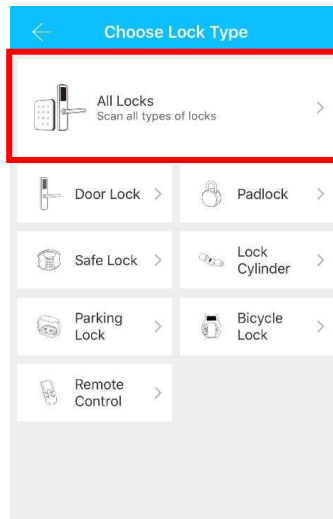 Choose Lock Type
All Locks
Scan all types of locks
Door Lock
Padlock
Safe Lock
Lock
Cylinder
Parking
Lock
Bicycle
Lock
Remote
Control